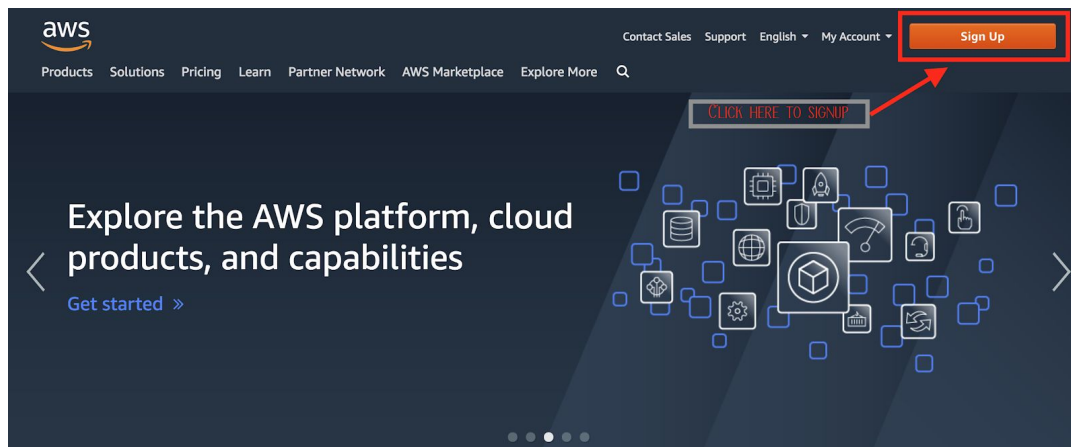 aws
Contact Sales Support English My Account Sign Up
Products Solutions Pricing Learn Partner Network AWS Marketplace Explore More
Click here to signup
Explore the AWS platform, cloud
products, and capabilities
Get started »